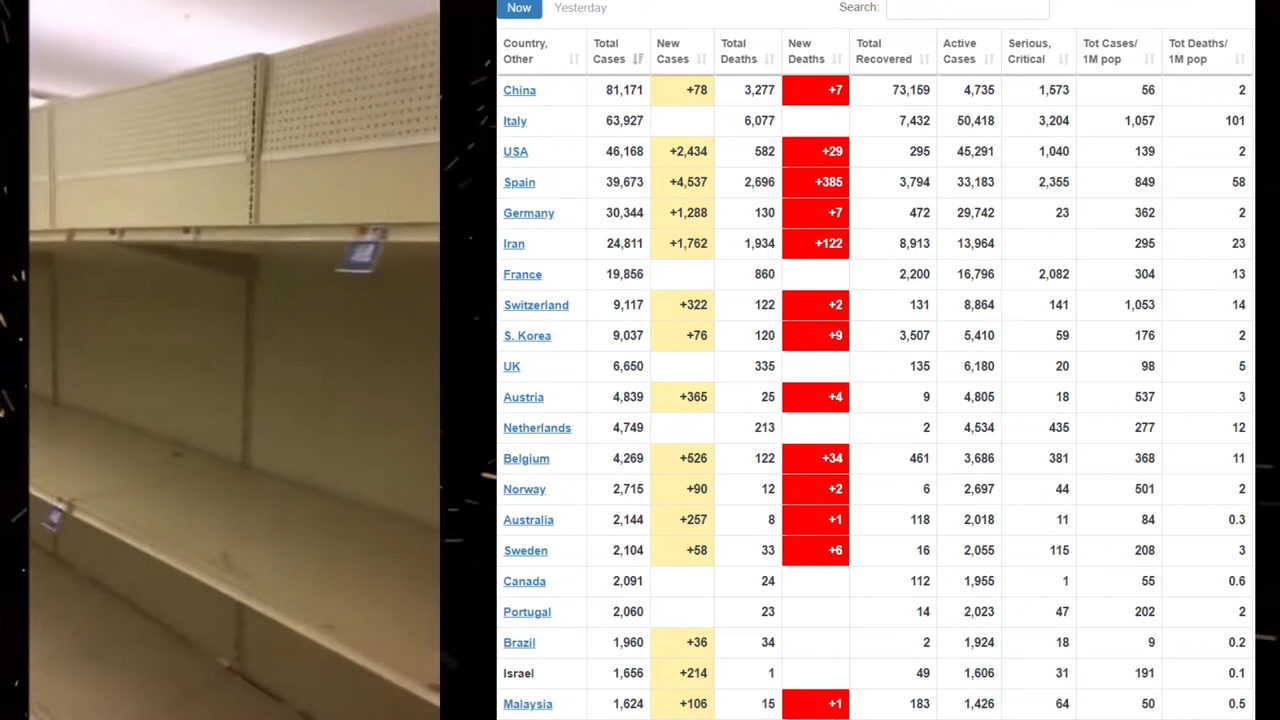 Now Yesterday Search:
Country, Other Total Cases New Cases Total Deaths New Deaths Total Recovered Active Cases Serious, Critical Tot Cases/ 1M pop Tot Deaths/ 1M pop
China 81,171 +78 3,277 +7 73,159 4,735 1,573 56 2
Italy 63,927 6,077 7,432 50,418 3,204 1,057 101
USA 46,168 +2,434 582 +29 295 45,291 1,040 139 2
Spain 39,673 +4,537 2,696 +385 3,794 33,183 2,355 849 58
Germany 30,344 +1,288 130 +7 472 29,742 23 362 2
Iran 24,811 +1,762 1,934 +122 8,913 13,964 295 23
France 19,856 860 2,200 16,796 2,082 304 13
Switzerland 9,117 +322 122 +2 131 8,864 141 1,053 14
S. Korea 9,037 +76 120 +9 3,507 5,410 59 176 2
UK 6,650 335 135 6,180 20 98 5
Austria 4,839 +365 25 +4 9 4,805 18 537 3
Netherlands 4,749 213 2 4,534 435 277 12
Belgium 4,269 +526 122 +34 461 3,686 381 368 11
Norway 2,715 +90 12 +2 6 2,697 44 501 2
Australia 2,144 +257 8 +1 118 2,018 11 84 0.3
Sweden 2,104 +58 33 +6 16 2,055 115 208 3
Canada 2,091 24 112 1,955 1 55 0.6
Portugal 2,060 23 14 2,023 47 202 2
Brazil 1,960 +36 34 2 1,924 18 9 0.2
Israel 1,656 +214 1 49 1,606 31 191 0.1
Malaysia 1,624 +106 15 +1 183 1,426 64 50 0.5